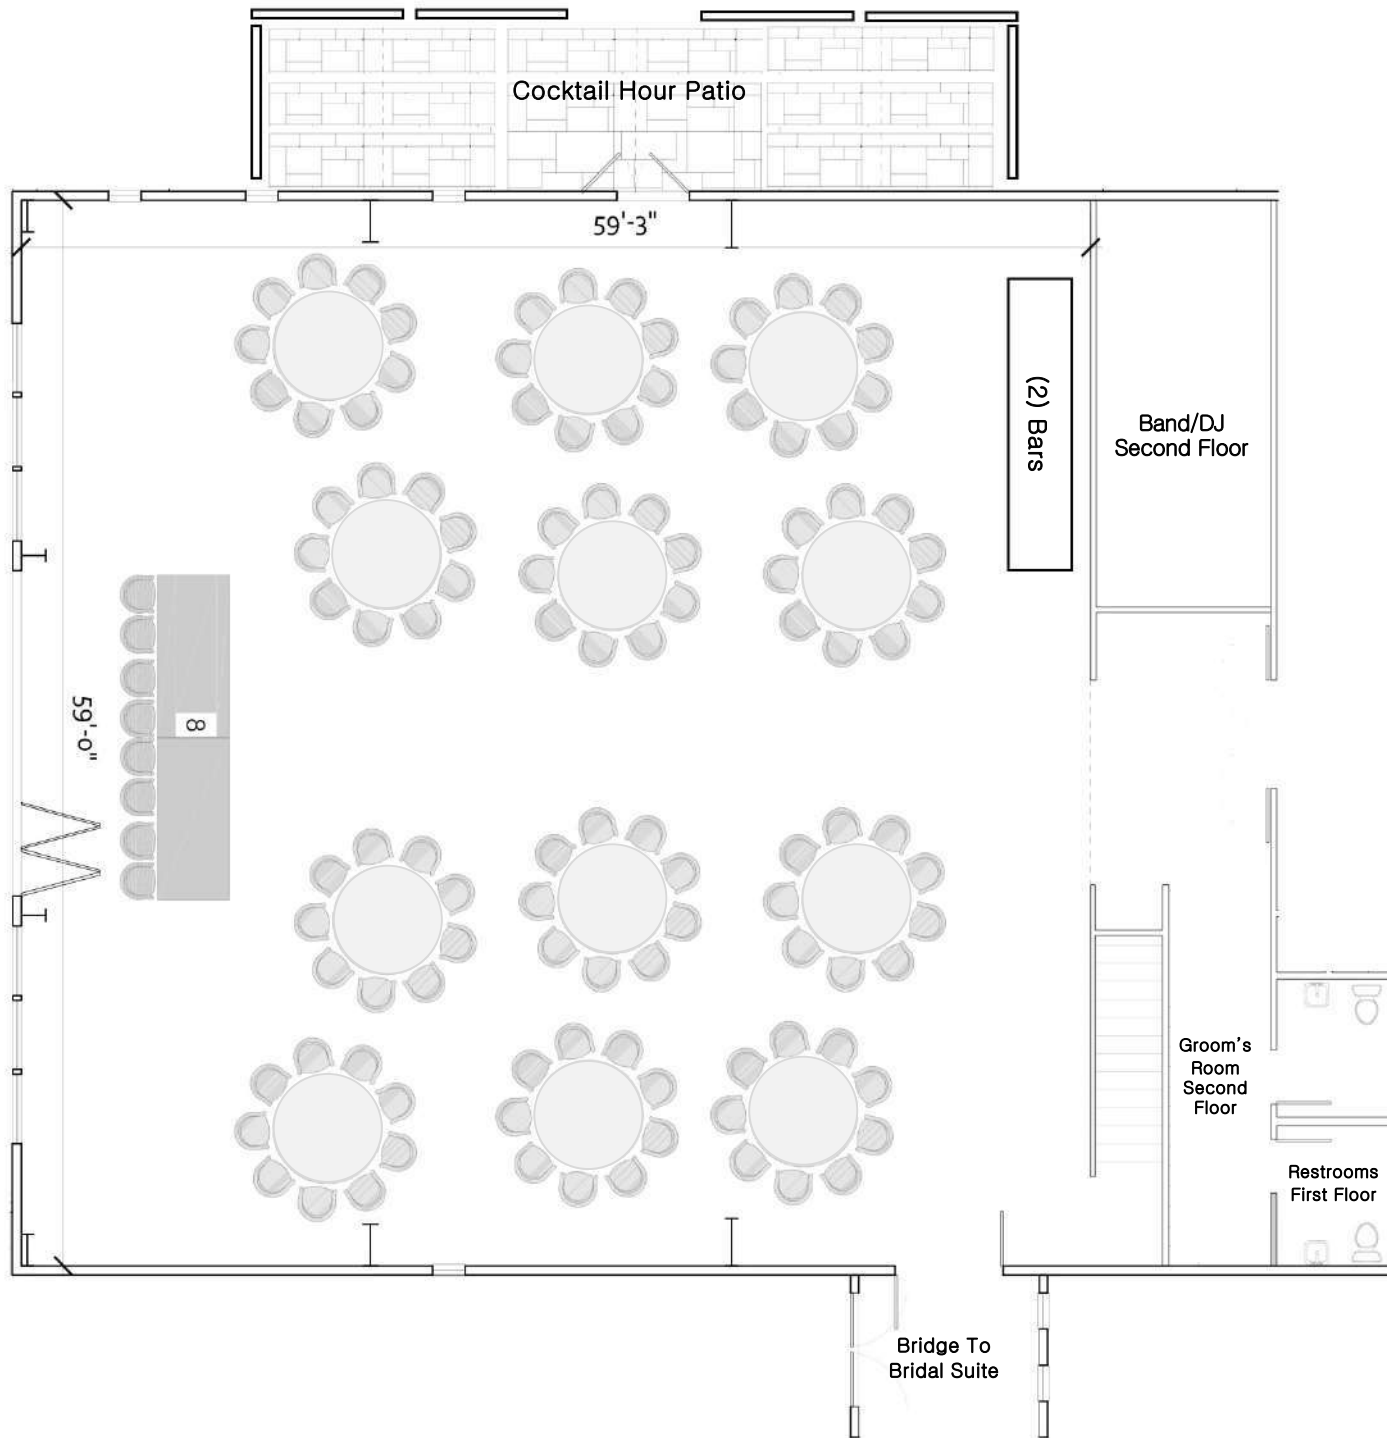 Cocktail Hour Patio
59'-3"
(2) Bars
Band/DJ
Second Floor
59'-0"
8
Groom's
Room
Second
Floor
Restrooms
First Floor
Bridge To
Bridal Suite